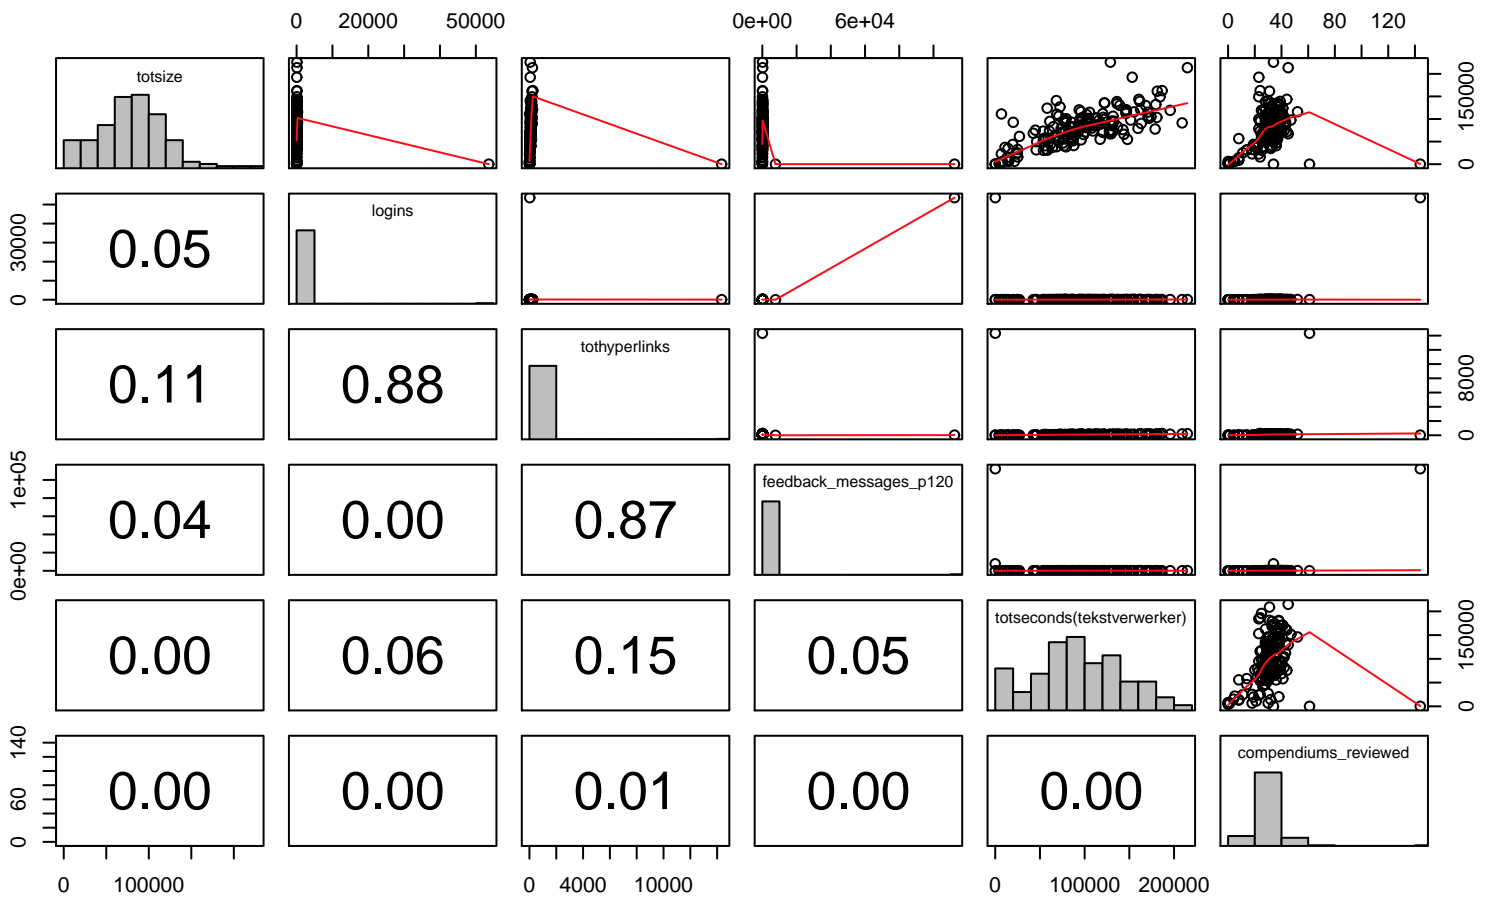 0 20000 50000 0e+00 6e+04 0 40 80 120
totsize
0 150000
logins
0.05
0 30000
tothyperlinks
0.11 0.88
0 8000
feedback_messages_p120
0.04 0.00 0.87
0e+00 1e+05
totseconds(tekstverwerker)
0.00 0.06 0.15 0.05
0 150000
compendiums_reviewed
0.00 0.00 0.01 0.00 0.00
0 60 140
0 100000 0 4000 10000 0 100000 200000